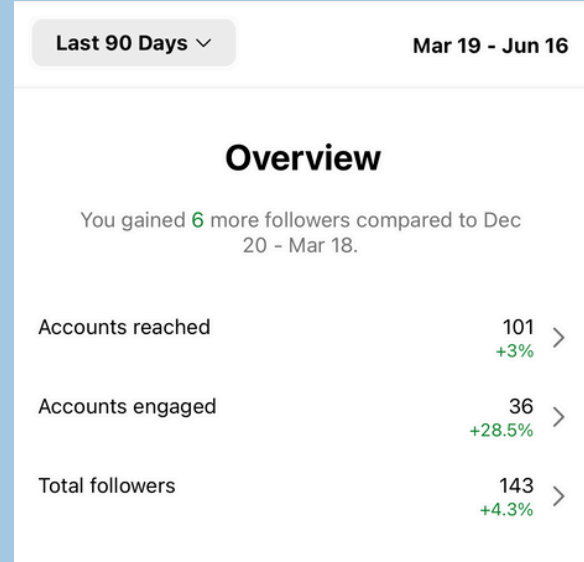 Last 90 Days
Mar 19 - Jun 16
Overview
You gained 6 more followers compared to Dec
20 - Mar 18.
Accounts reached
101
+3%
Accounts engaged
36
+28.5%
Total followers
143
+4.3%